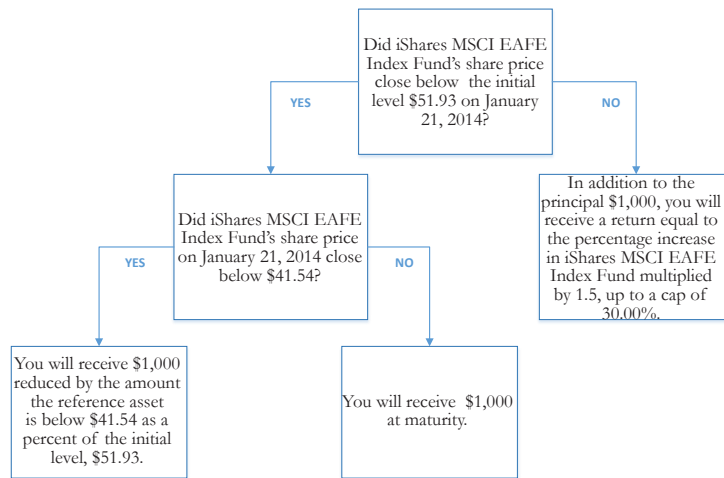 Did iShares MSCI EAFE
Index Fund's share price
close below the initial
level $51.93 on January
21, 2014?
YES
NO
Did iShares MSCI EAFE
Index Fund's share price
on January 21, 2014 close
below $41.54?
In addition to the
principal $1,000, you will
receive a return equal to
the percentage increase
in iShares MSCI EAFE
Index Fund multiplied
by 1.5, up to a cap of
30.00%.
YES
NO
You will receive $1,000
reduced by the amount
the reference asset
is below $41.54 as a
percent of the initial
level, $51.93.
You will receive $1,000
at maturity.